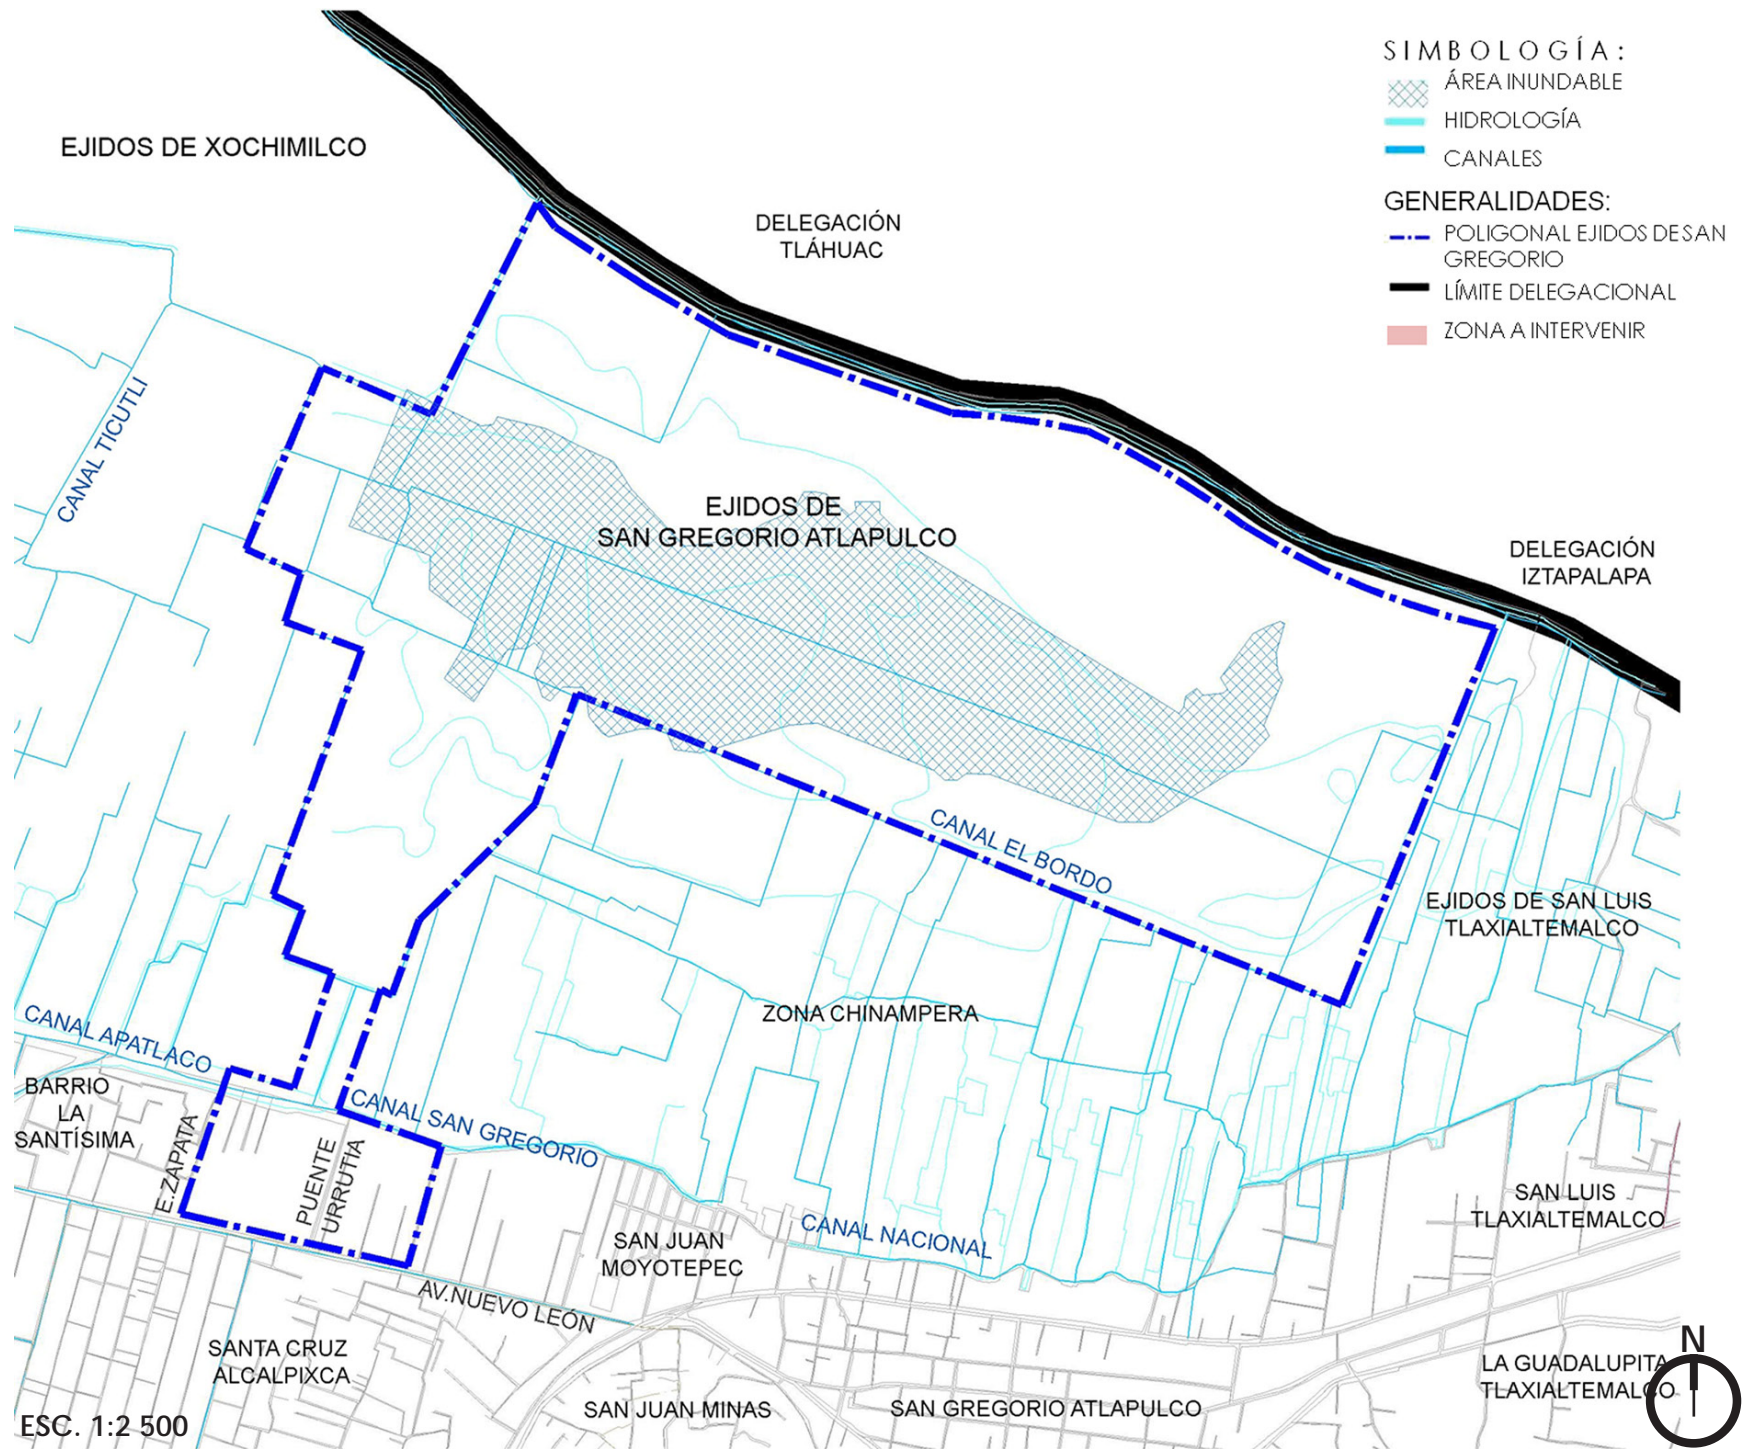 SIMBOLOGÍA:
ÁREA INUNDABLE
HIDROLOGÍA
CANALES
GENERALIDADES:
POLIGONAL EJIDOS DE SAN
GREGORIO
LÍMITE DELEGACIONAL
ZONA A INTERVENIR
EJIDOS DE XOCHIMILCO
DELEGACIÓN
TLÁHUAC
CANAL TICUTLI
EJIDOS DE
SAN GREGORIO ATLAPULCO
DELEGACIÓN
IZTAPALAPA
CANAL EL BORDO
EJIDOS DE SAN LUIS
TLAXIALTEMALCO
ZONA CHINAMPERA
CANAL APATLACO
BARRIO
LA
SANTÍSIMA
E.ZAPATA
PUENTE
URRUTIA
CANAL SAN GREGORIO
CANAL NACIONAL
SAN JUAN
MOYOTEPEC
SAN LUIS
TLAXIALTEMALCO
AV.NUEVO LEÓN
SANTA CRUZ
ALCALPIXCA
SAN JUAN MINAS
SAN GREGORIO ATLAPULCO
LA GUADALUPITA
TLAXIALTEMALCO
N
ESC. 1:2 500